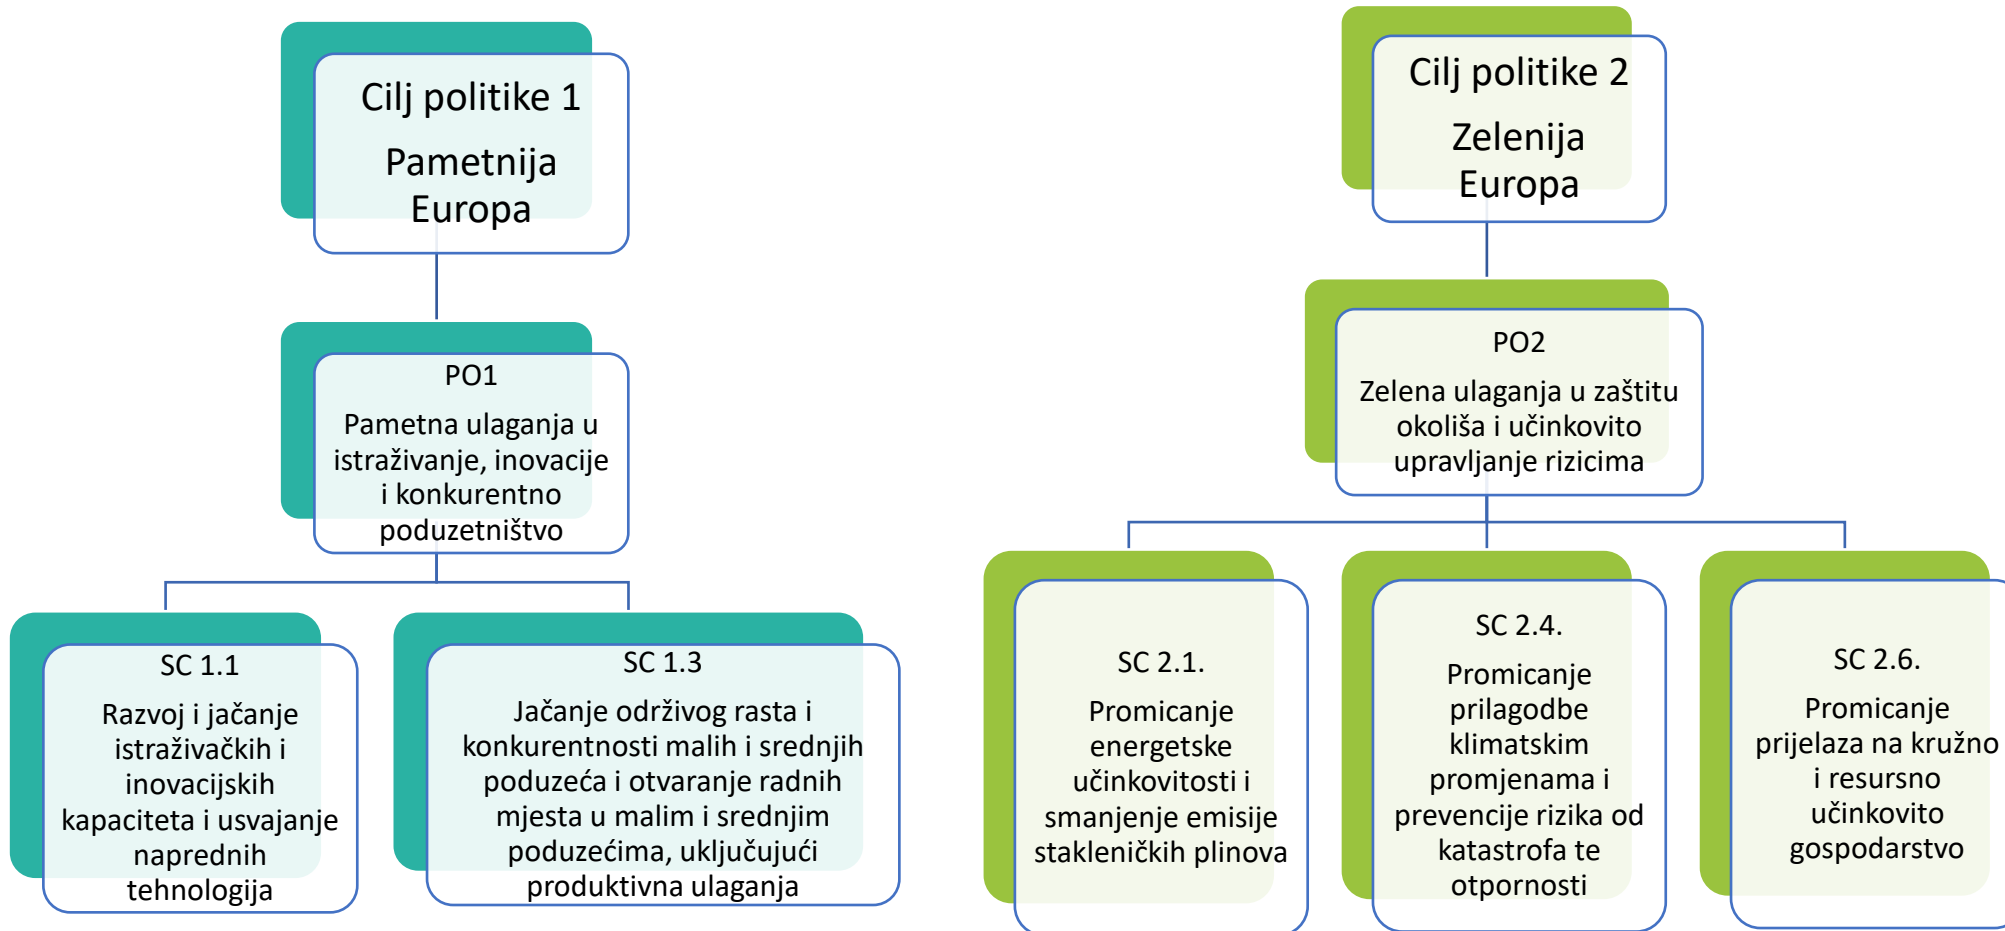 Cilj politike 1
Pametnija
Europa
PO1
Pametna ulaganja u
istraživanje, inovacije
i konkurentno
poduzetništvo
SC 1.1
Razvoj i jačanje
istraživačkih i
inovacijskih
kapaciteta i usvajanje
naprednih
tehnologija
SC 1.3
Jačanje održivog rasta i
konkurentnosti malih i srednjih
poduzeća i otvaranje radnih
mjesta u malim i srednjim
poduzećima, uključujući
produktivna ulaganja
Cilj politike 2
Zelenija
Europa
PO2
Zelena ulaganja u zaštitu
okoliša i učinkovito
upravljanje rizicima
SC 2.1.
Promicanje
energetske
učinkovitosti i
smanjenje emisije
stakleničkih plinova
SC 2.4.
Promicanje
prilagodbe
klimatskim
promjenama i
prevencije rizika od
katastrofa te
otpornosti
SC 2.6.
Promicanje
prijelaza na kružno
i resursno
učinkovito
gospodarstvo